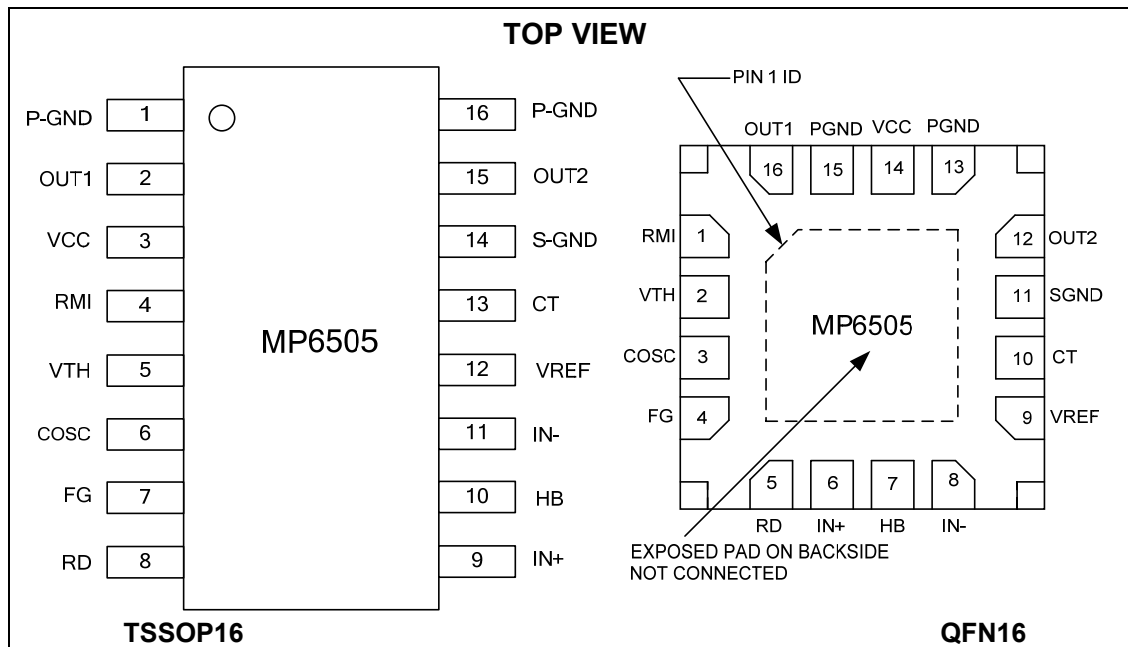 TOP VIEW
P-GND 1
OUT1 2
VCC 3
RMI 4
VTH 5
COSC 6
FG 7
RD 8
MP6505
16 P-GND
15 OUT2
14 S-GND
13 CT
12 VREF
11 IN-
10 HB
9 IN+
TSSOP16
PIN 1 ID
OUT1 PGND VCC PGND
16 15 14 13
RMI 1
VTH 2
COSC 3
FG 4
MP6505
12 OUT2
11 SGND
10 CT
9 VREF
5 6 7 8
RD IN+ HB IN-
EXPOSED PAD ON BACKSIDE
NOT CONNECTED
QFN16